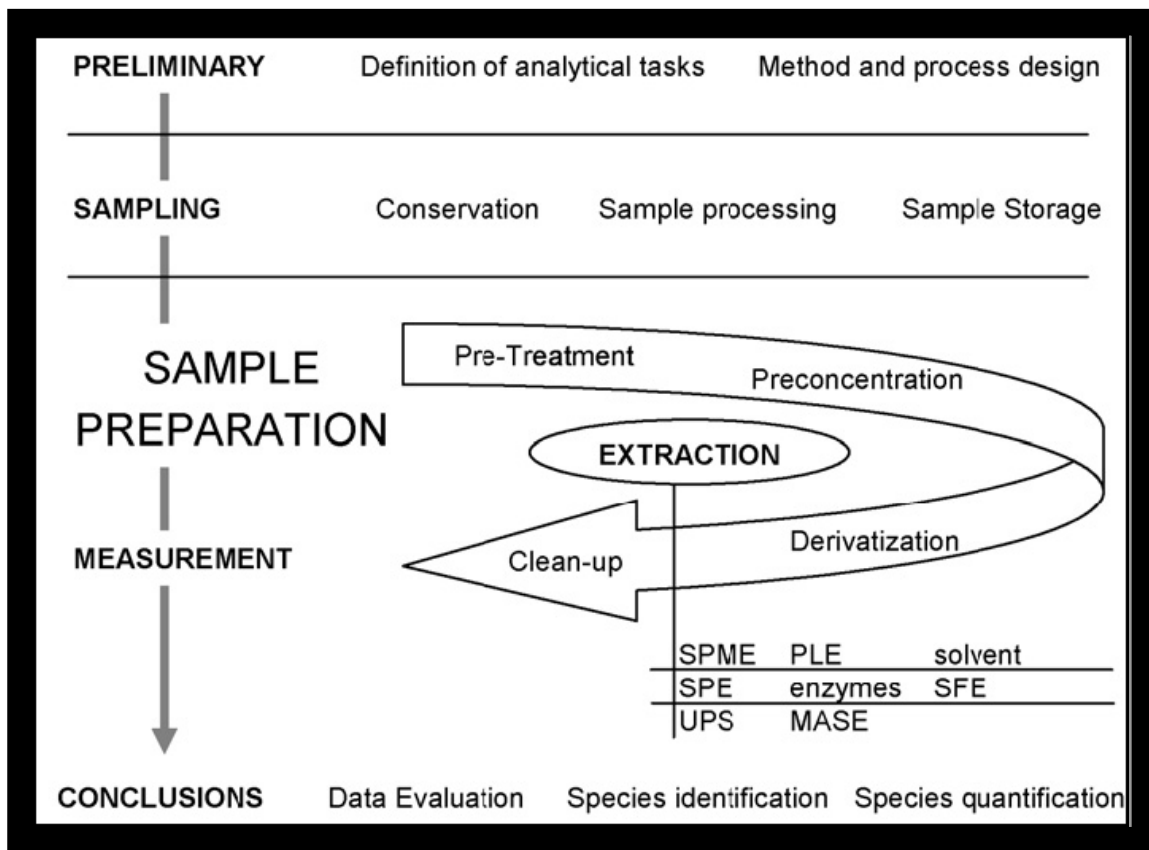 PRELIMINARY Definition of analytical tasks Method and process design
SAMPLING Conservation Sample processing Sample Storage
SAMPLE
PREPARATION
Pre-Treatment
Preconcentration
EXTRACTION
Derivatization
Clean-up
MEASUREMENT
SPME PLE solvent
SPE enzymes SFE
UPS MASE
CONCLUSIONS Data Evaluation Species identification Species quantification